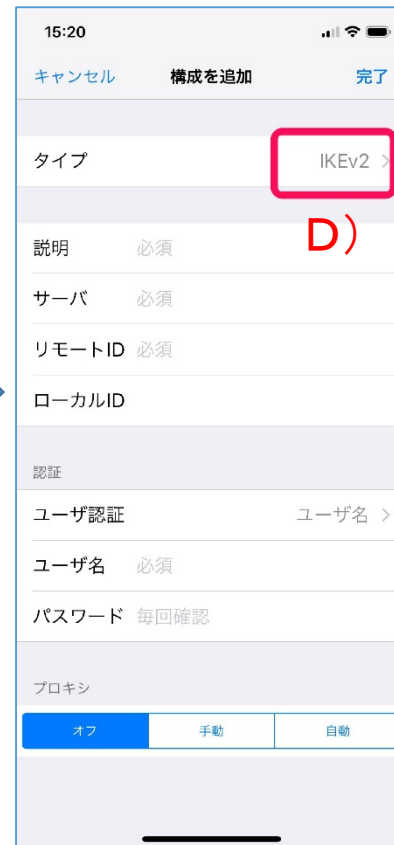 15:20
キャンセル 構成を追加 完了
タイプ IKEv2 >
D）
説明 必須
サーバ 必須
リモートID 必須
ローカルID
認証
ユーザ認証 ユーザ名 >
ユーザ名 必須
パスワード 毎回確認
プロキシ
オフ 手動 自動